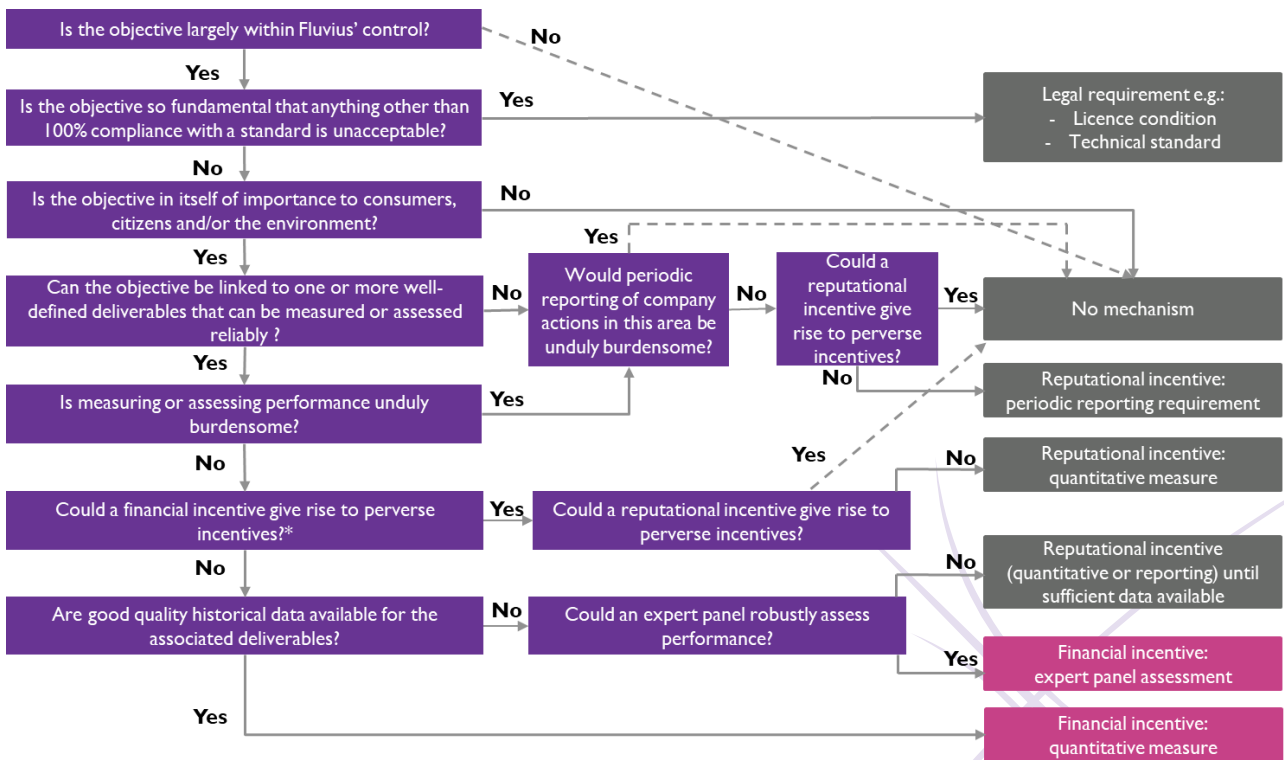 Is the objective largely within Fluvius’ control?
No
Yes
Is the objective so fundamental that anything other than
100% compliance with a standard is unacceptable?
Yes
Legal requirement e.g.:
- Licence condition
- Technical standard
No
Is the objective in itself of importance to consumers,
citizens and/or the environment?
No
Yes
Yes
Can the objective be linked to one or more well-
defined deliverables that can be measured or assessed
reliably ?
No
Would periodic
reporting of company
actions in this area be
unduly burdensome?
No
Could a
reputational
incentive give
rise to perverse
incentives?
Yes
No mechanism
Yes
No
Reputational incentive:
periodic reporting requirement
Is measuring or assessing performance unduly
burdensome?
Yes
No
Yes
No
Reputational incentive:
quantitative measure
Could a financial incentive give rise to perverse
incentives?*
Yes
Could a reputational incentive give rise to
perverse incentives?
No
No
Reputational incentive
(quantitative or reporting) until
sufficient data available
Are good quality historical data available for the
associated deliverables?
No
Could an expert panel robustly assess
performance?
Yes
Financial incentive:
expert panel assessment
Yes
Financial incentive:
quantitative measure